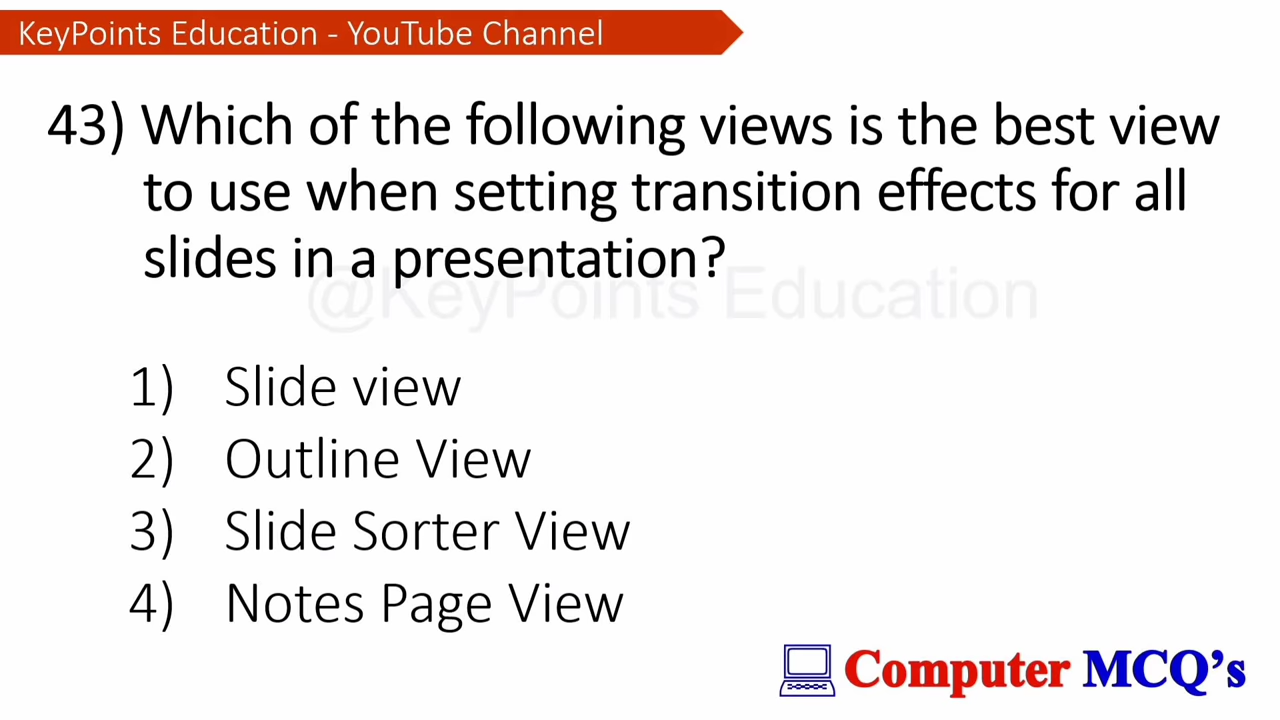 KeyPoints Education - YouTube Channel
43) Which of the following views is the best view
to use when setting transition effects for all
slides in a presentation?
@KeyPoints Education
1) Slide view
2) Outline View
3) Slide Sorter View
4) Notes Page View
Computer MCQ's